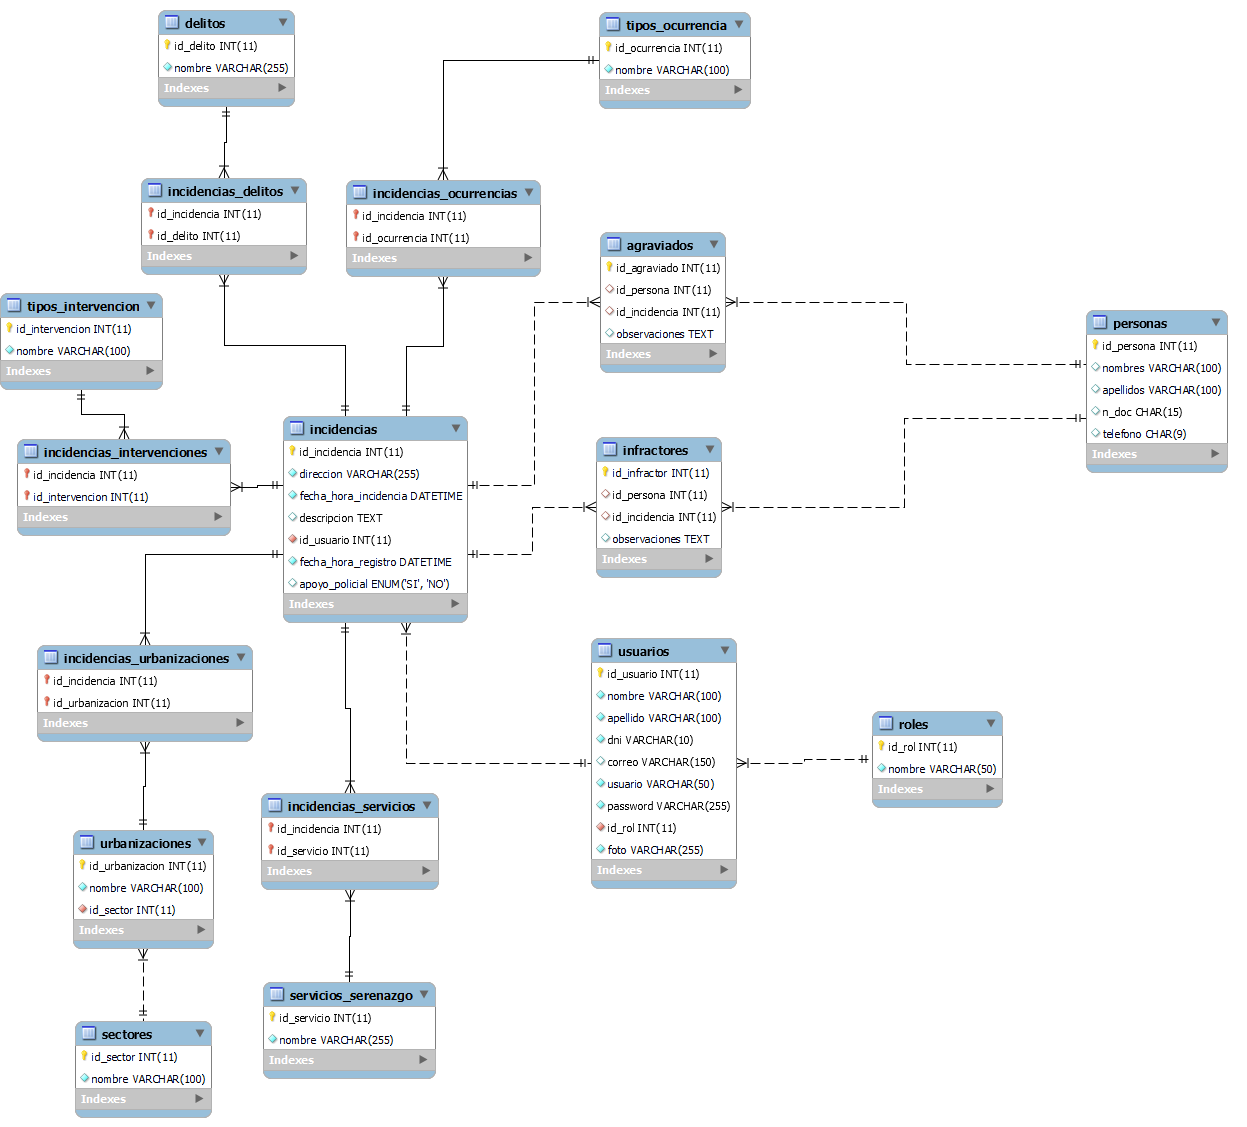 delitos
id_delito INT(11)
nombre VARCHAR(255)
Indexes
tipos_ocurrencia
id_ocurrencia INT(11)
nombre VARCHAR(100)
Indexes
incidencias_delitos
id_incidencia INT(11)
id_delito INT(11)
Indexes
incidencias_ocurrencias
id_incidencia INT(11)
id_ocurrencia INT(11)
Indexes
agraviados
id_agraviado INT(11)
id_persona INT(11)
id_incidencia INT(11)
observaciones TEXT
Indexes
tipos_intervencion
id_intervencion INT(11)
nombre VARCHAR(100)
Indexes
personas
id_persona INT(11)
nombres VARCHAR(100)
apellidos VARCHAR(100)
n_doc CHAR(15)
telefono CHAR(9)
Indexes
incidencias_intervenciones
id_incidencia INT(11)
id_intervencion INT(11)
Indexes
incidencias
id_incidencia INT(11)
direccion VARCHAR(255)
fecha_hora_incidencia DATETIME
descripcion TEXT
id_usuario INT(11)
fecha_hora_registro DATETIME
apoyo_policial ENUM('SI', 'NO')
Indexes
infractores
id_infractor INT(11)
id_persona INT(11)
id_incidencia INT(11)
observaciones TEXT
Indexes
incidencias_urbanizaciones
id_incidencia INT(11)
id_urbanizacion INT(11)
Indexes
usuarios
id_usuario INT(11)
nombre VARCHAR(100)
apellido VARCHAR(100)
dni VARCHAR(10)
correo VARCHAR(150)
usuario VARCHAR(50)
password VARCHAR(255)
id_rol INT(11)
foto VARCHAR(255)
Indexes
roles
id_rol INT(11)
nombre VARCHAR(50)
Indexes
incidencias_servicios
id_incidencia INT(11)
id_servicio INT(11)
Indexes
urbanizaciones
id_urbanizacion INT(11)
nombre VARCHAR(100)
id_sector INT(11)
Indexes
servicios_serenazgo
id_servicio INT(11)
nombre VARCHAR(255)
Indexes
sectores
id_sector INT(11)
nombre VARCHAR(100)
Indexes